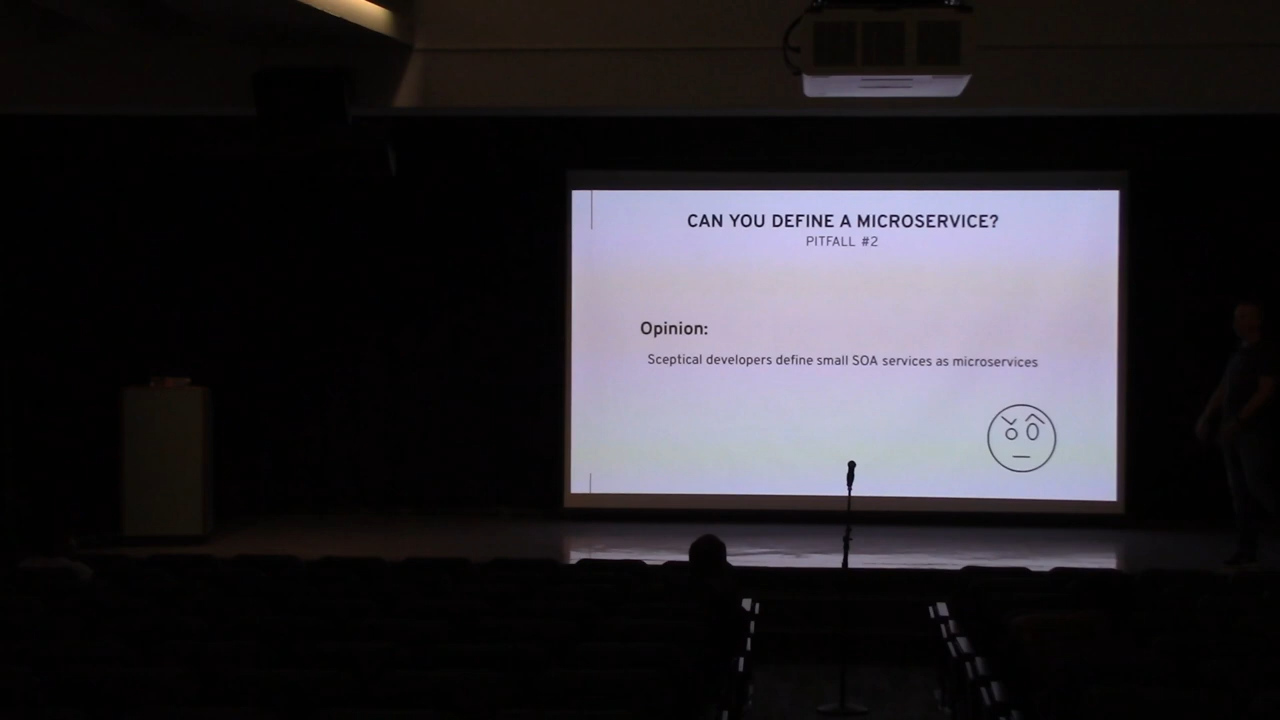 CAN YOU DEFINE A MICROSERVICE?
PITFALL #2
Opinion:
Sceptical developers define small SOA services as microservices